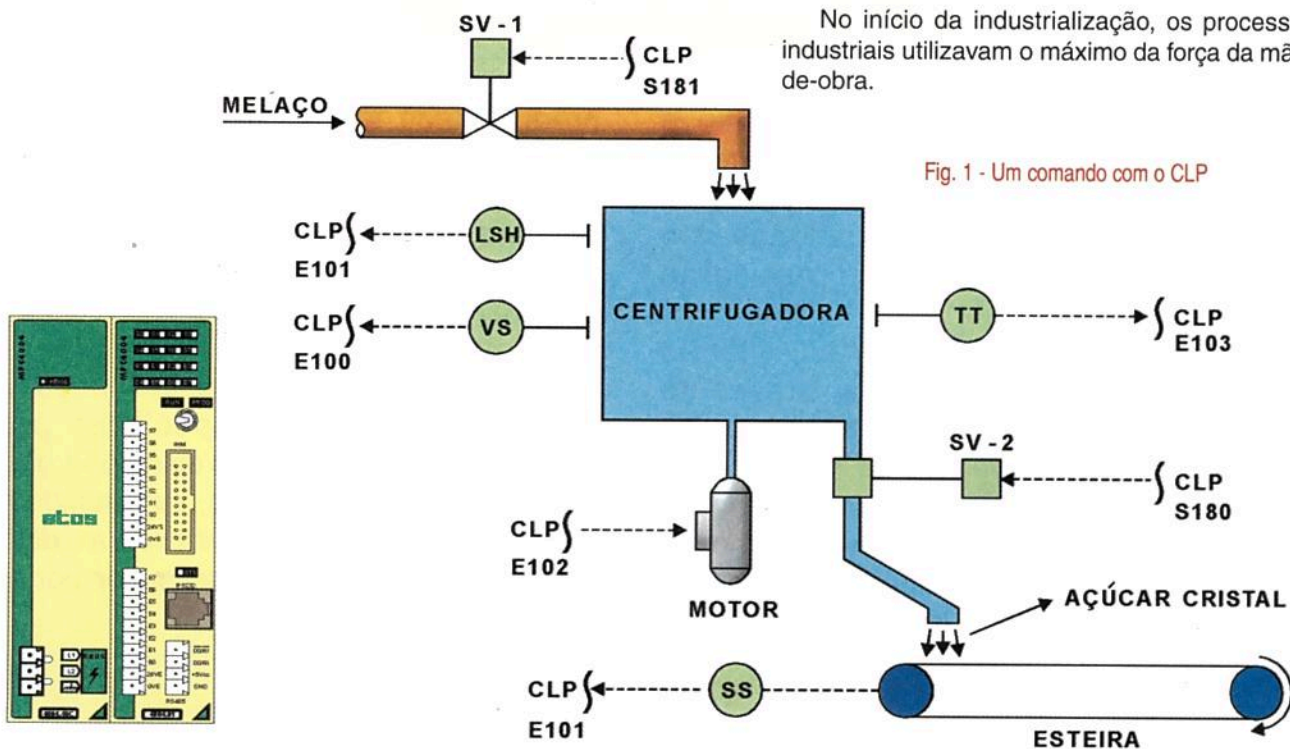 SV - 1
CLP
S181
No início da industrialização, os process
industriais utilizavam o máximo da força da mã
de-obra.
MELAÇO
Fig. 1 - Um comando com o CLP
CLP
E101
LSH
CLP
E100
VS
CENTRIFUGADORA
TT
CLP
E103
SV - 2
CLP
S180
CLP
E102
MOTOR
AÇÚCAR CRISTAL
CLP
E101
SS
ESTEIRA
atos